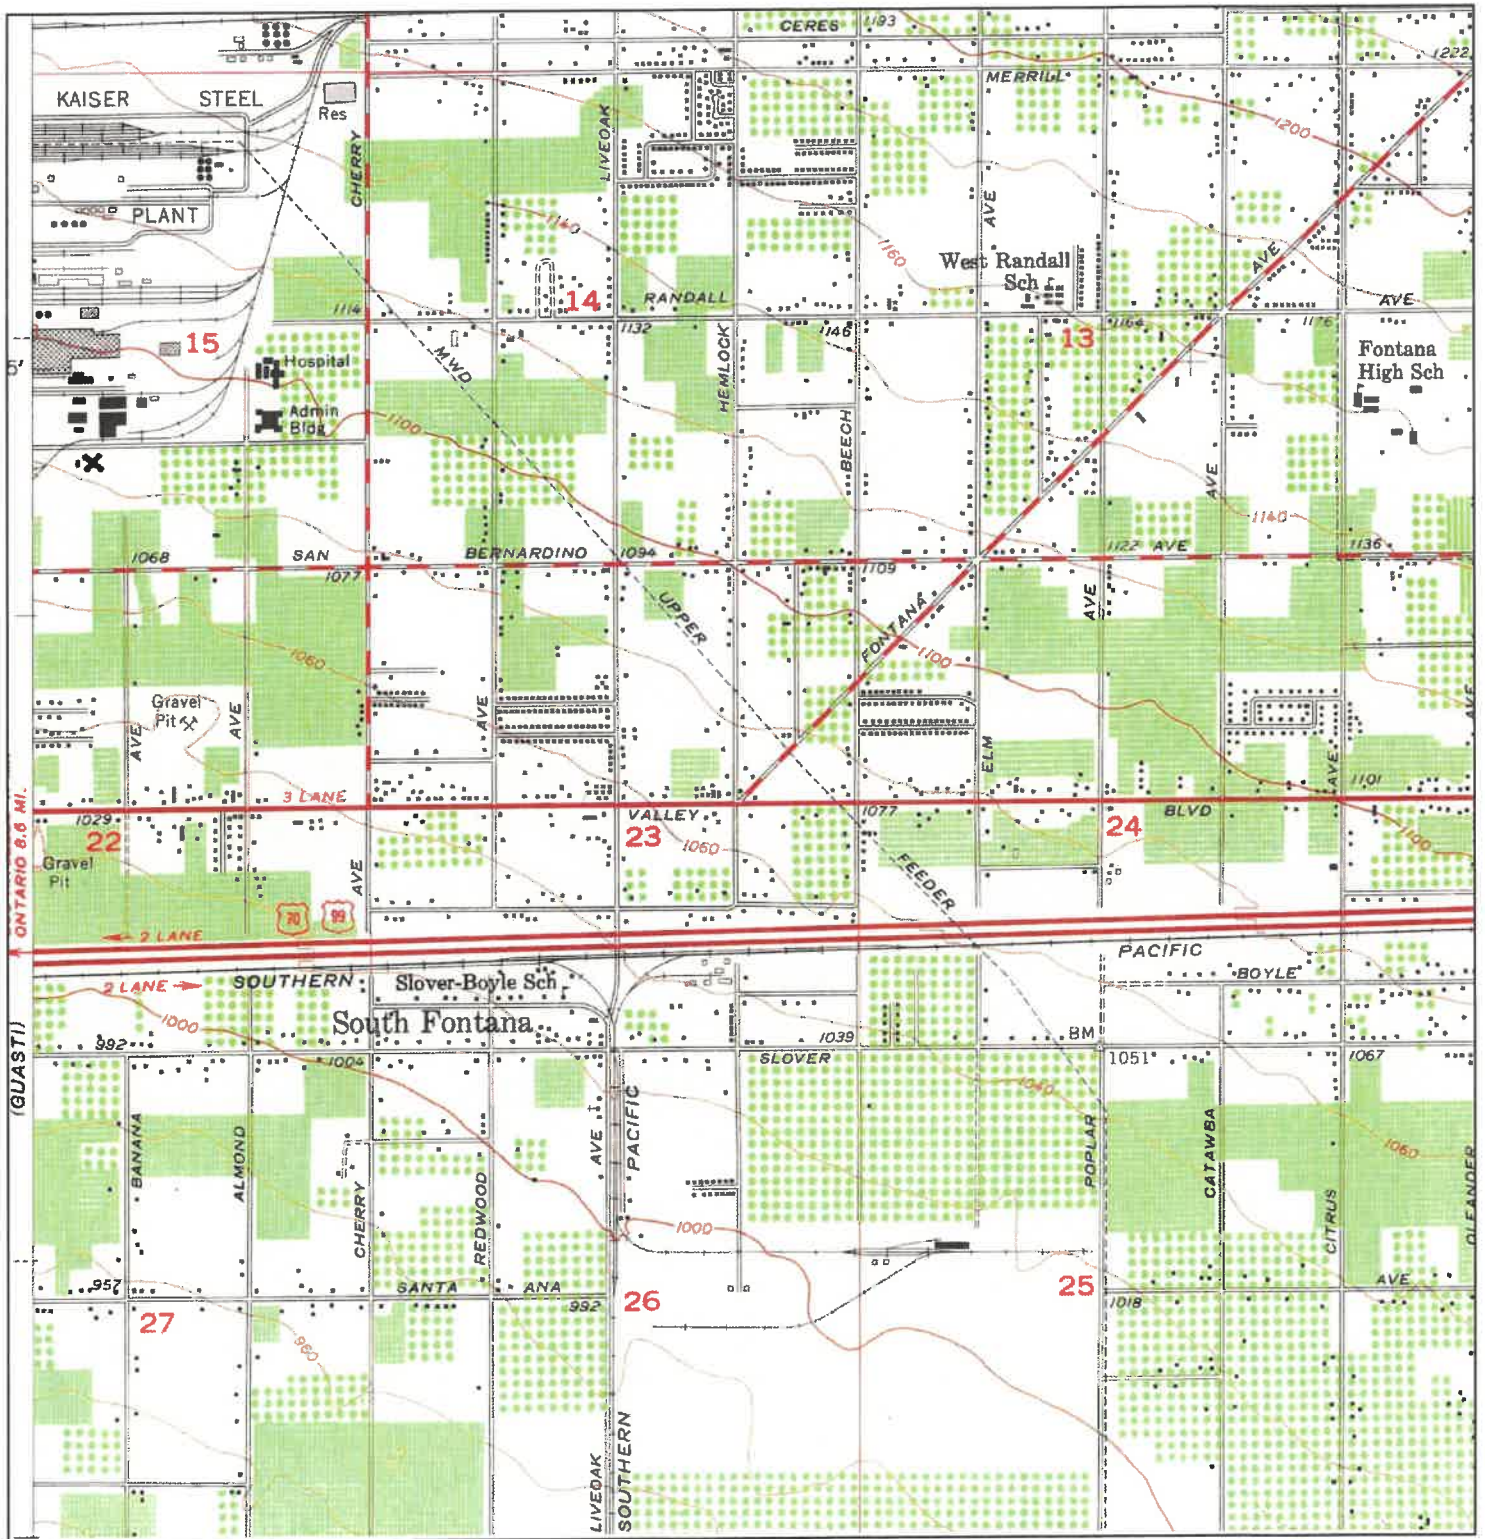 CERES
1193
1222
KAISER STEEL
Res
MERRILL
LIVEOAK
CHERRY
1200
PLANT
1140
AVE
1160
West Randall
Sch
AVE
14
RANDALL
AVE
1114
1132
1146
1164
1176
15
13
HEMLOCK
Hospital
MWD
Fontana
High Sch
5'
Admin
Bldg
1100
BEECH
AVE
1140
1068
SAN
BERNARDINO
1094
1122 AVE
1136
1077
1109
UPPER
FONTANA
AVE
1060
1100
Gravel
Pit
AVE
AVE
AVE
AVE
ELM
AVE
1101
3 LANE
1029
VALLEY
1077
BLVD
22
23
24
1060
1100
Gravel
Pit
AVE
FEEDER
ONTARIO 8.6 MI.
70
99
2 LANE
PACIFIC
2 LANE
SOUTHERN
Slover-Boyle Sch
BOYLE
1000
South Fontana
992
1039
BM
1004
SLOVER
1051
1067
(GUASTI)
1040
BANANA
ALMOND
CHERRY
REDWOOD
AVE
PACIFIC
POPLAR
CATAWBA
CITRUS
1060
OLEANDER
1000
957
SANTA
ANA
AVE
25
992
26
1018
27
960
LIVEOAK
SOUTHERN